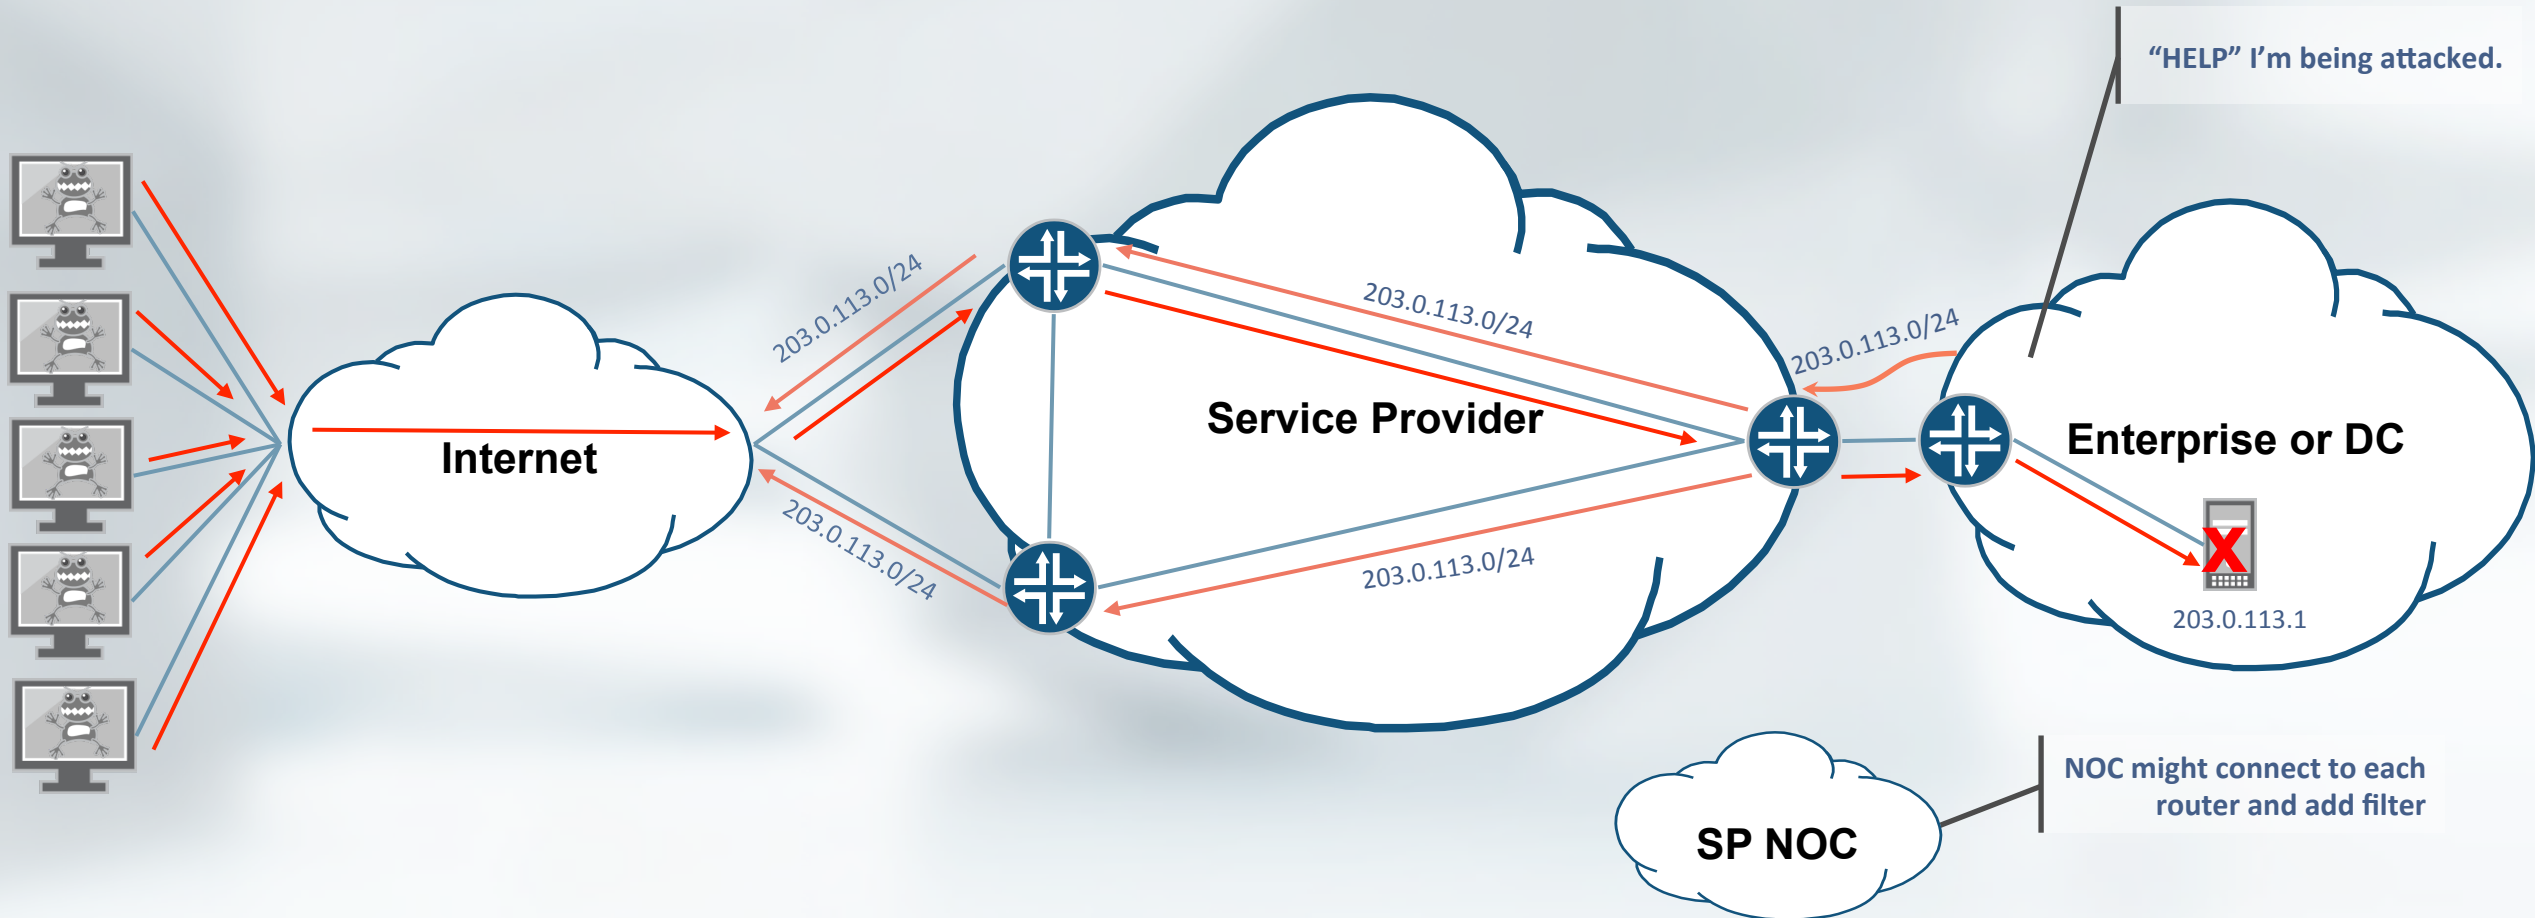 “HELP” I’m being attacked.
203.0.113.0/24
203.0.113.0/24
203.0.113.0/24
Service Provider
Enterprise or DC
Internet
203.0.113.0/24
203.0.113.0/24
X
203.0.113.1
NOC might connect to each
router and add filter
SP NOC